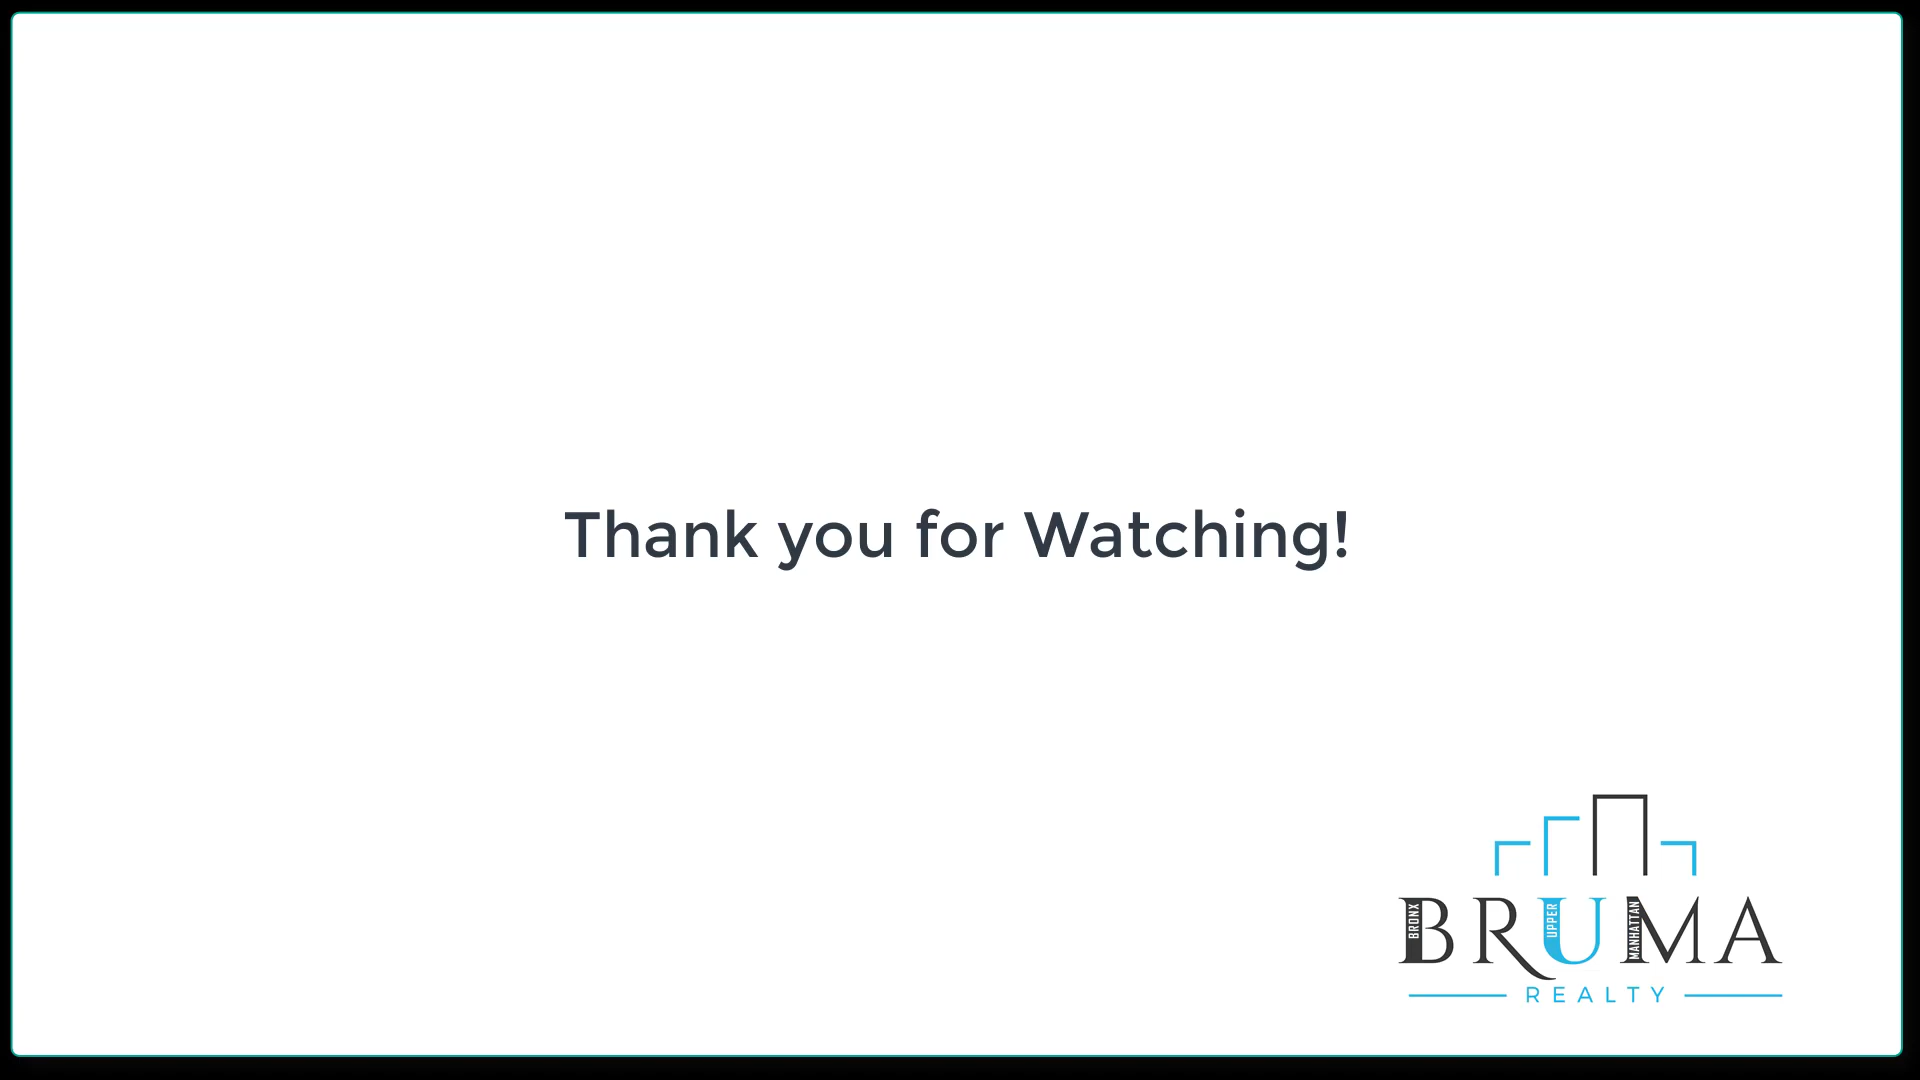 Thank you for Watching!
BRUMA
BRONX
UPPER
MANHATTAN
REALTY